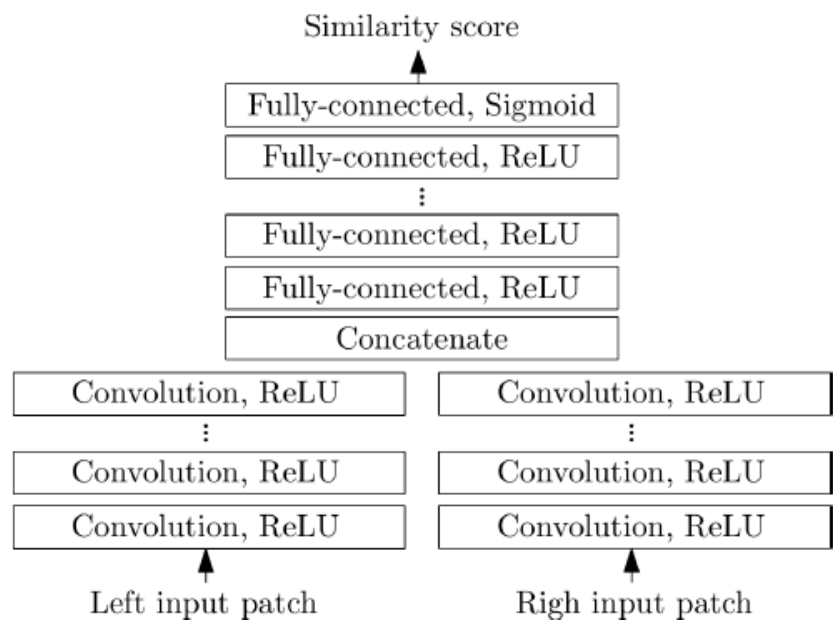 Similarity score
Fully-connected, Sigmoid
Fully-connected, ReLU
Fully-connected, ReLU
Fully-connected, ReLU
Concatenate
Convolution, ReLU Convolution, ReLU
Convolution, ReLU Convolution, ReLU
Convolution, ReLU Convolution, ReLU
Left input patch Righ input patch